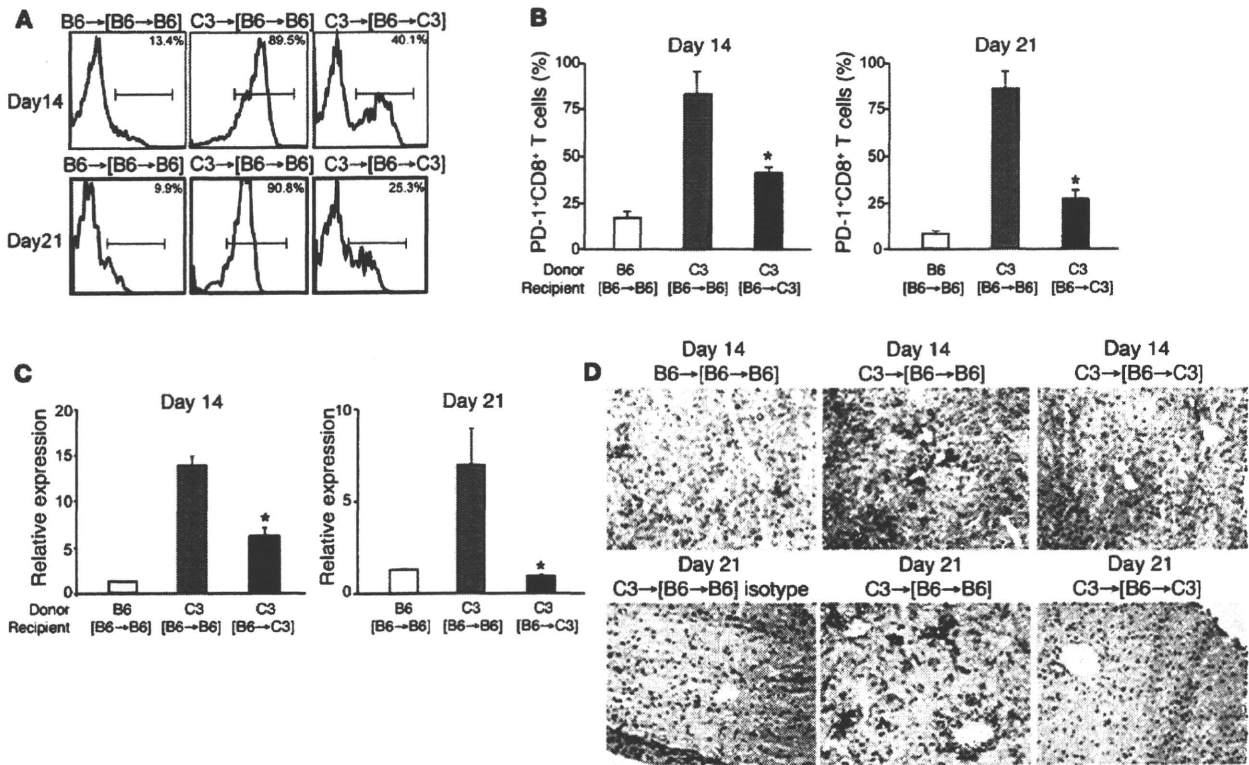 A
B6→[B6→B6] C3→[B6→B6] C3→[B6→C3]
Day14
13.4%
89.5%
40.1%
B6→[B6→B6] C3→[B6→B6] C3→[B6→C3]
Day21
9.9%
90.8%
25.3%
B
Day 14
PD-1⁺CD8⁺ T cells (%)
100
75
50
25
0
*
Donor B6 C3 C3
Recipient [B6→B6] [B6→B6] [B6→C3]
Day 21
PD-1⁺CD8⁺ T cells (%)
100
75
50
25
0
*
B6 C3 C3
[B6→B6] [B6→B6] [B6→C3]
C
Day 14
Relative expression
20
15
10
5
0
*
Donor B6 C3 C3
Recipient [B6→B6] [B6→B6] [B6→C3]
Day 21
Relative expression
10
5
0
*
B6 C3 C3
[B6→B6] [B6→B6] [B6→C3]
D
Day 14
B6→[B6→B6]
Day 14
C3→[B6→B6]
Day 14
C3→[B6→C3]
Day 21
C3→[B6→B6] isotype
Day 21
C3→[B6→B6]
Day 21
C3→[B6→C3]